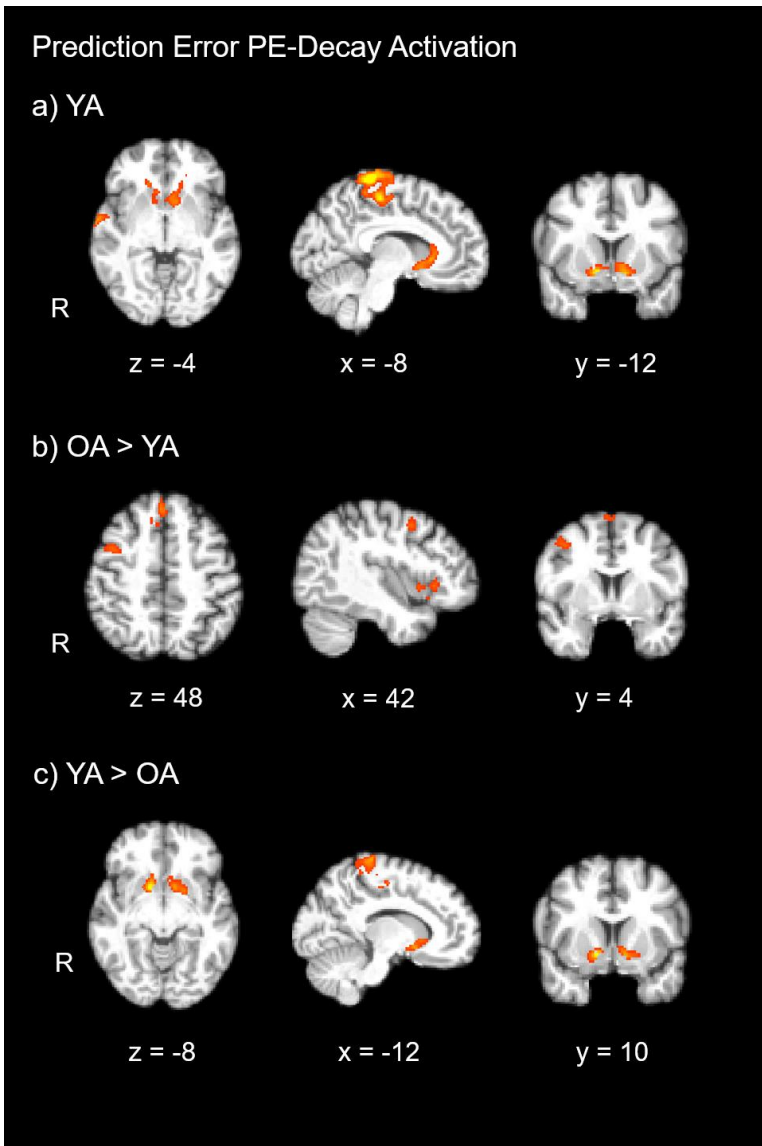 Prediction Error PE-Decay Activation
a) YA
R
z = -4
x = -8
y = -12
b) OA > YA
R
z = 48
x = 42
y = 4
c) YA > OA
R
z = -8
x = -12
y = 10